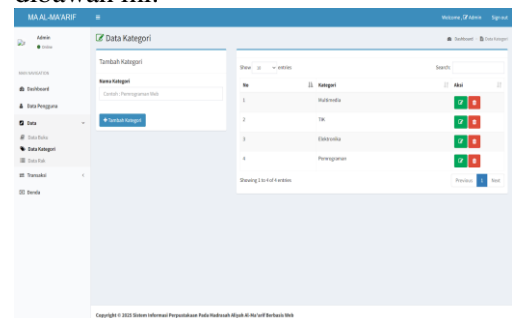 dibawah ini:
MA AL-MA'ARIF
Welcome, Admin Sign out
Admin
Online
Data Kategori
Dashboard Data Kategori
MAIN NAVIGATION
Dashboard
Data Pengguna
Data
Data Buku
Data Kategori
Data Rak
Transaksi
Denda
Tambah Kategori
Nama Kategori
Contoh : Pemrograman Web
Tambah Kategori
Show 10 entries
Search:
No Kategori Aksi
1 Multimedia
2 TIK
3 Elektronika
4 Pemrograman
Showing 1 to 4 of 4 entries
Previous 1 Next
Copyright © 2025 Sistem Informasi Perpustakaan Pada Madrasah Aliyah Al-Ma'arif Berbasis Web